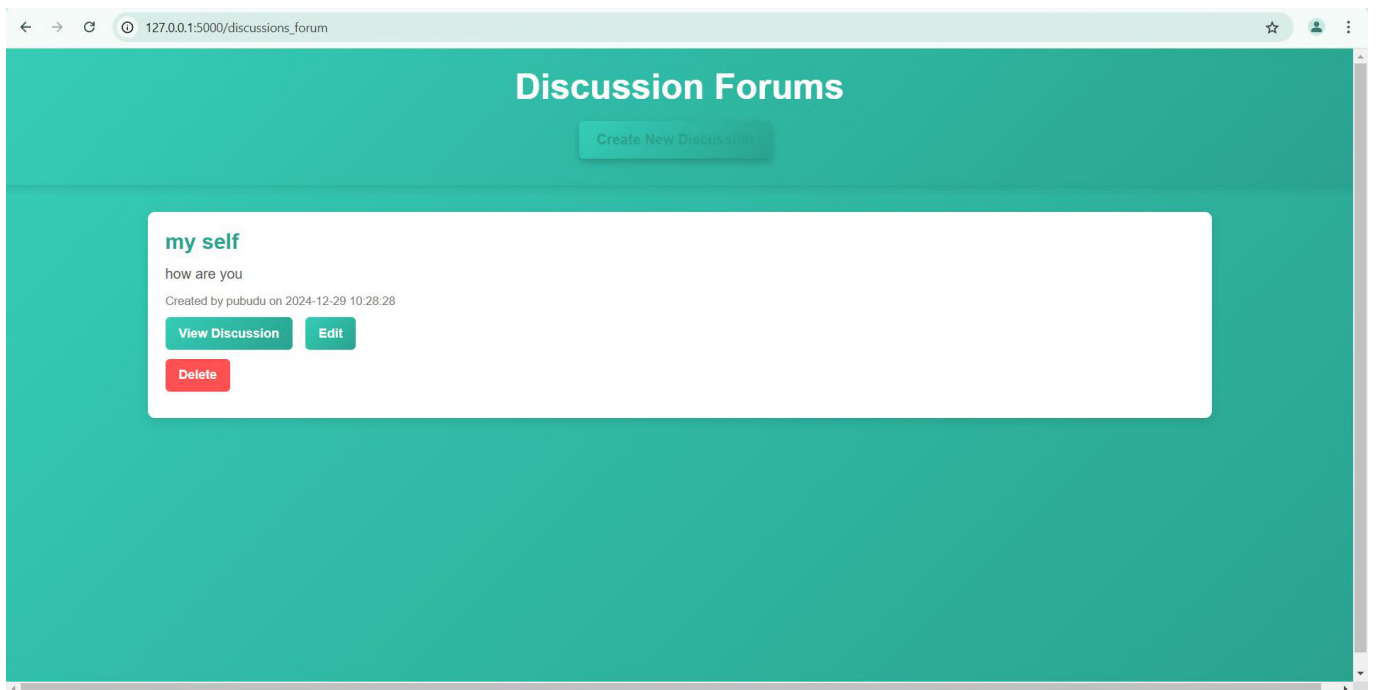 127.0.0.1:5000/discussions_forum
Discussion Forums
Create New Discussion
my self
how are you
Created by pubudu on 2024-12-29 10:28:28
View Discussion Edit
Delete